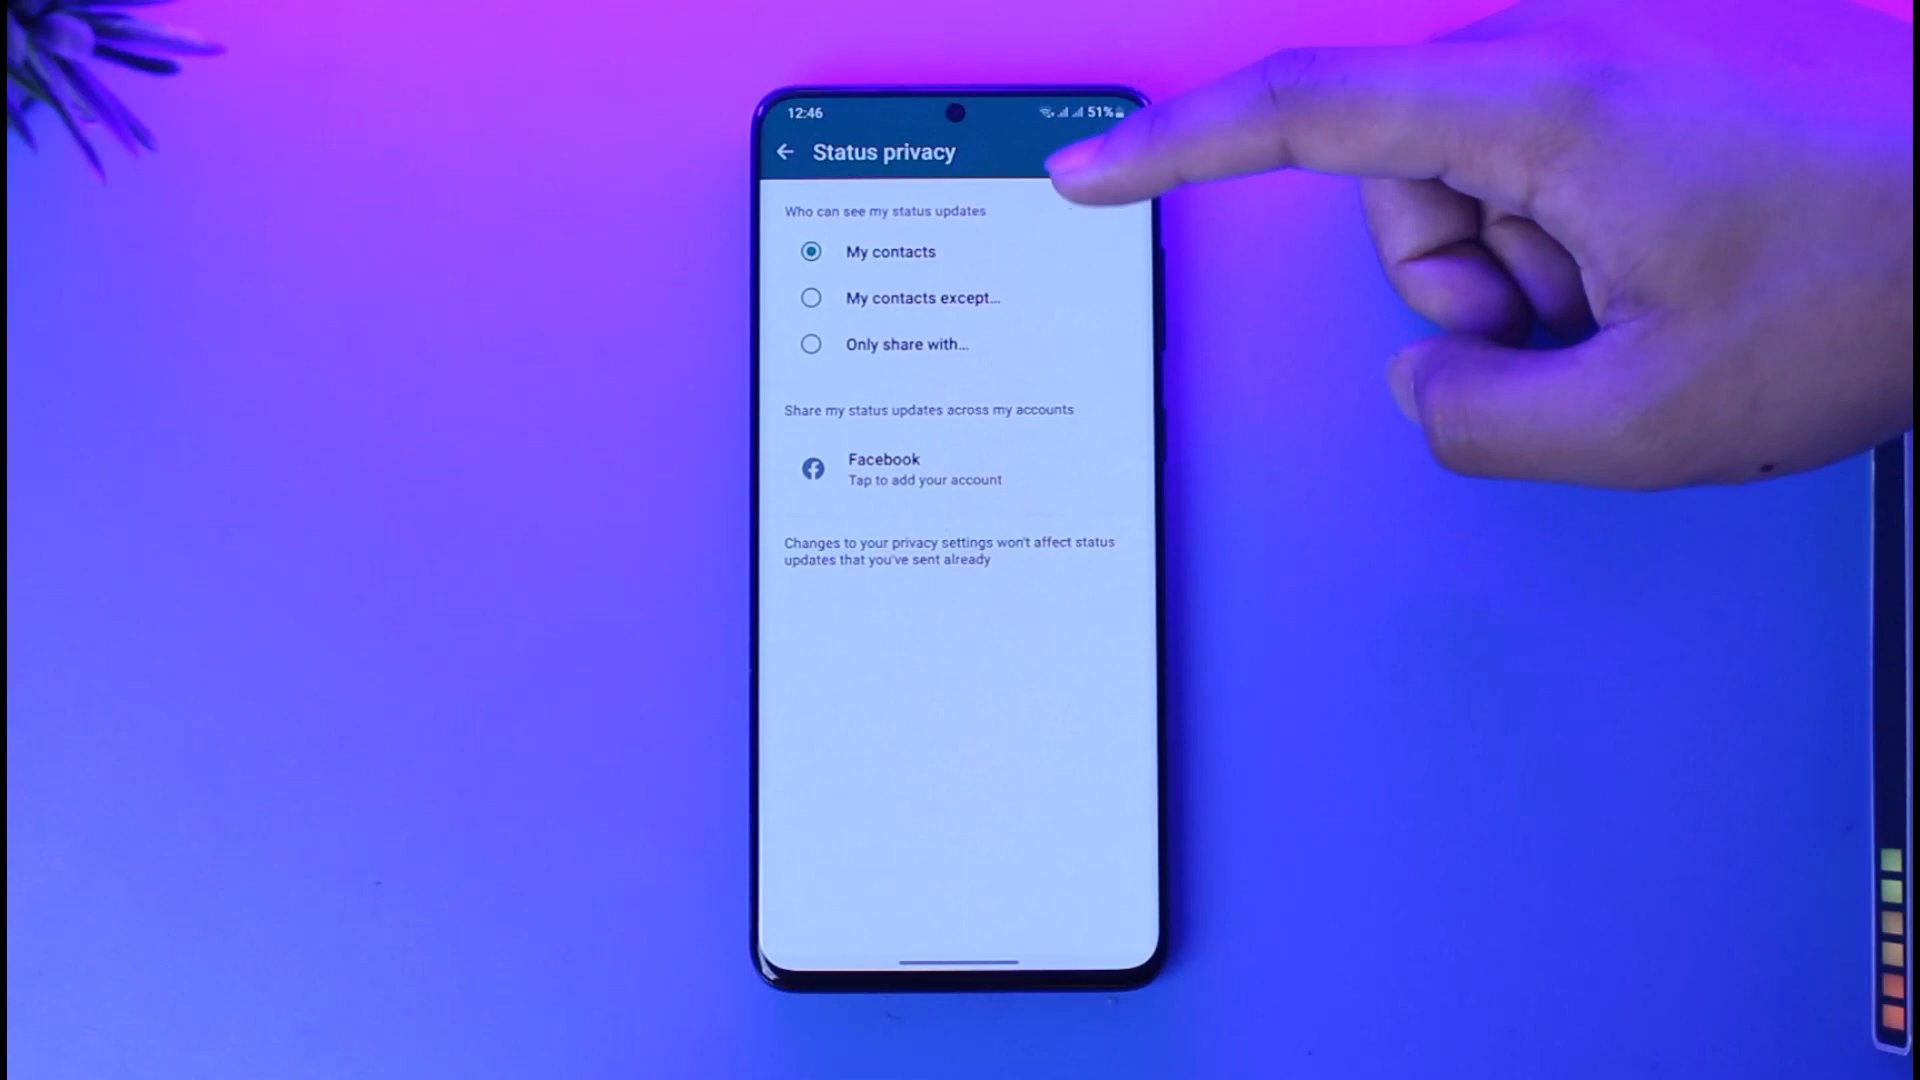 12:46
51%
Status privacy
Who can see my status updates
My contacts
My contacts except...
Only share with...
Share my status updates across my accounts
Facebook
Tap to add your account
Changes to your privacy settings won't affect status
updates that you've sent already